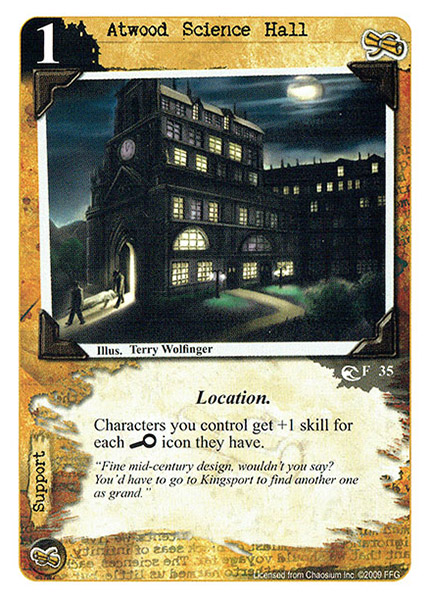 1
Atwood Science Hall
Illus. Terry Wolfinger
F 35
Location.
Characters you control get +1 skill for
each icon they have.
“Fine mid-century design, wouldn't you say?
You'd have to go to Kingsport to find another one
as grand.”
Support
Licensed from Chaosium Inc. ©2009 FFG